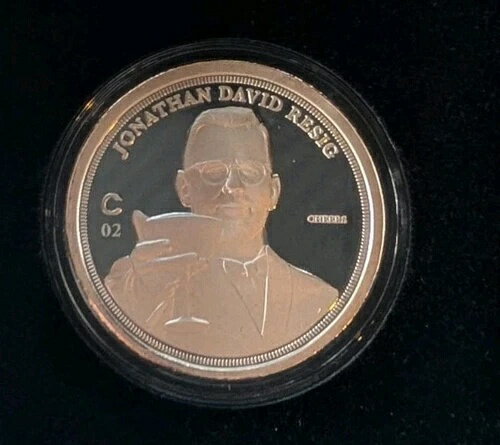 JONATHAN DAVID RESIG
C
02
CHEERS